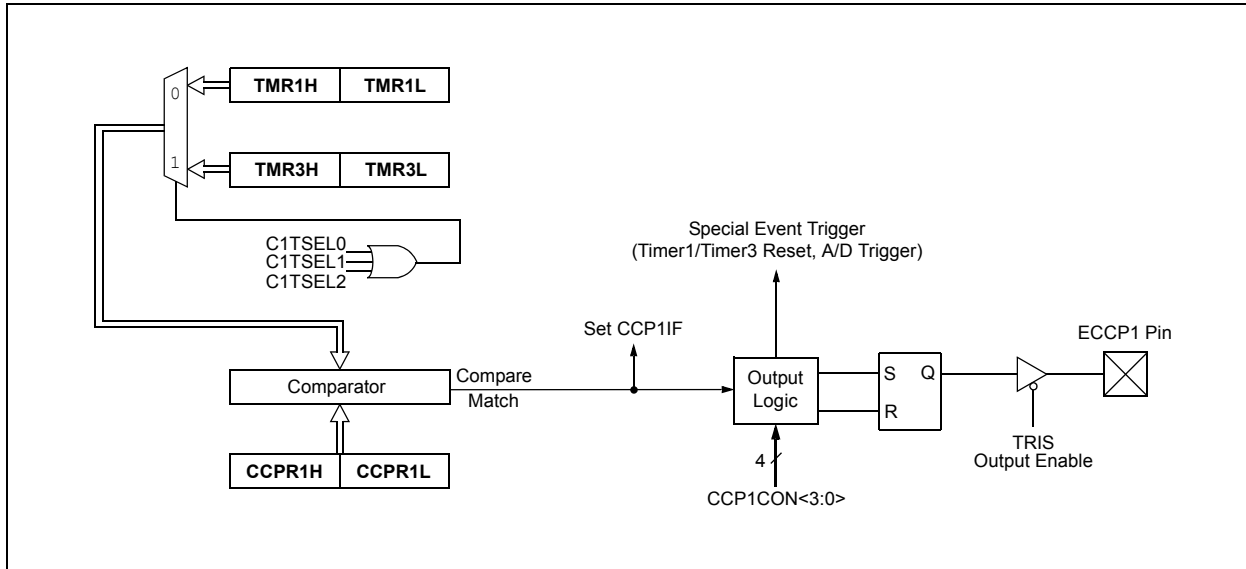 0
TMR1H TMR1L
1
TMR3H TMR3L
C1TSEL0
C1TSEL1
C1TSEL2
Special Event Trigger
(Timer1/Timer3 Reset, A/D Trigger)
Set CCP1IF
ECCP1 Pin
Comparator
Compare
Match
Output
Logic
S Q
R
TRIS
Output Enable
4
CCPR1H CCPR1L
CCP1CON<3:0>